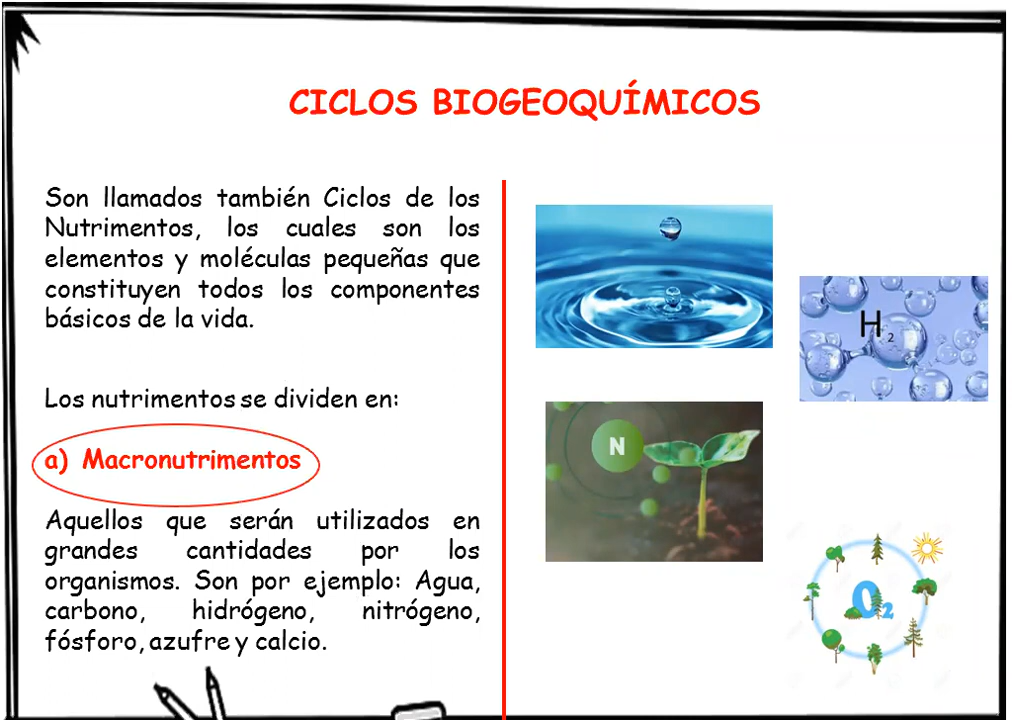 CICLOS BIOGEOQUÍMICOS
Son llamados también Ciclos de los
Nutrimentos, los cuales son los
elementos y moléculas pequeñas que
constituyen todos los componentes
básicos de la vida.
Los nutrimentos se dividen en:
a) Macronutrimentos
Aquellos que serán utilizados en
grandes cantidades por los
organismos. Son por ejemplo: Agua,
carbono, hidrógeno, nitrógeno,
fósforo, azufre y calcio.
H2
N
O2